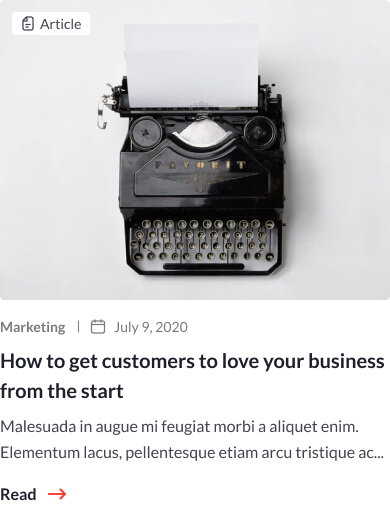 Article
FAVORIT
Marketing
July 9, 2020
How to get customers to love your business
from the start
Malesuada in augue mi feugiat morbi a aliquet enim.
Elementum lacus, pellentesque etiam arcu tristique ac...
Read